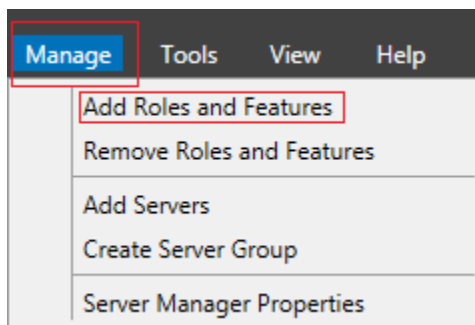 Manage Tools View Help
Add Roles and Features
Remove Roles and Features
Add Servers
Create Server Group
Server Manager Properties